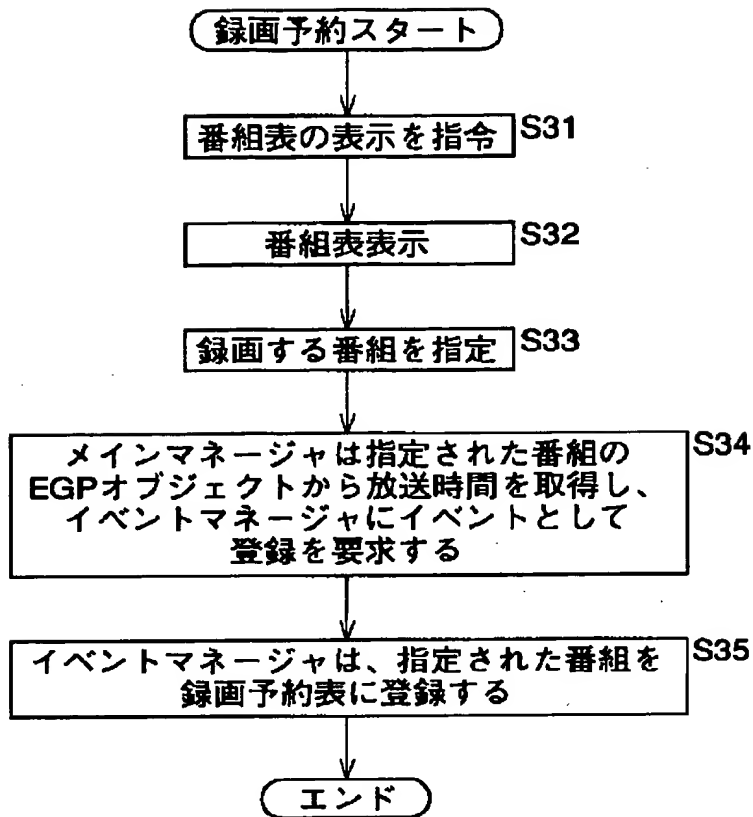 録画予約スタート
番組表の表示を指令
S31
番組表表示
S32
録画する番組を指定
S33
メインマネージャは指定された番組の
EGPオブジェクトから放送時間を取得し、
イベントマネージャにイベントとして
登録を要求する
S34
イベントマネージャは、指定された番組を
録画予約表に登録する
S35
エンド